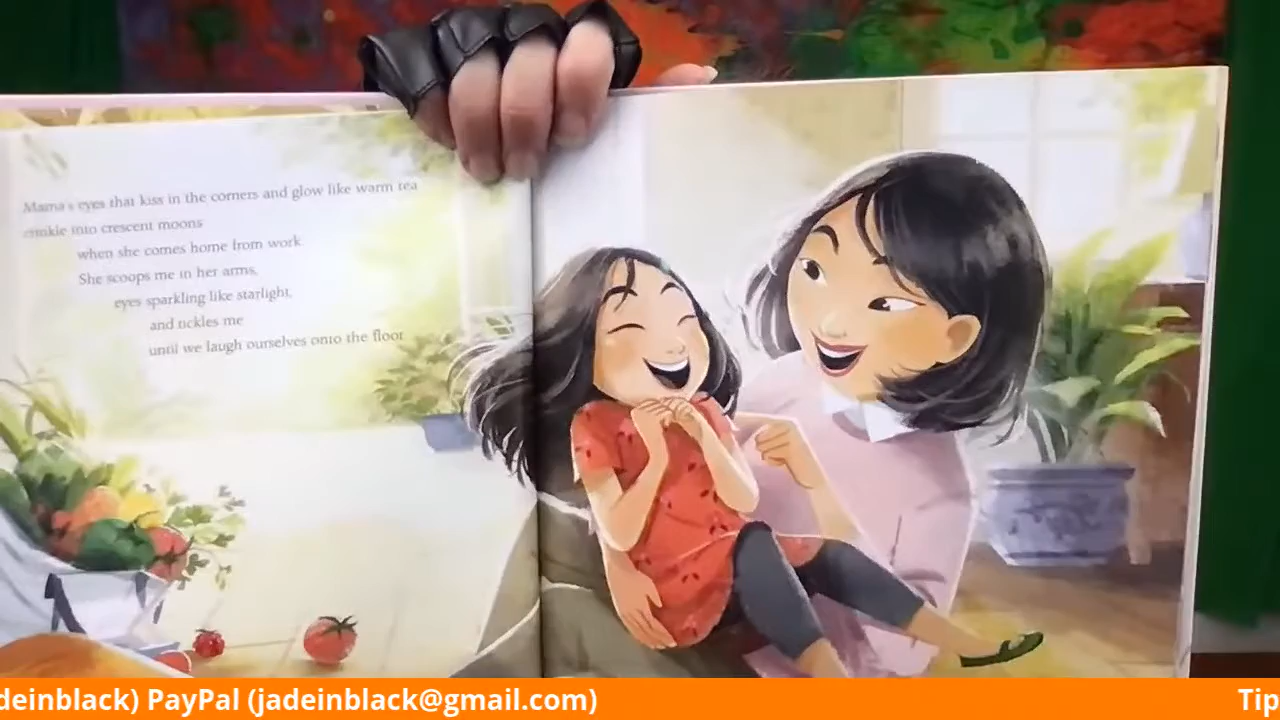 Mama's eyes that kiss in the corners and glow like warm tea
crinkle into crescent moons
when she comes home from work.
She scoops me in her arms,
eyes sparkling like starlight,
and tickles me
until we laugh ourselves onto the floor
deinblack) PayPal (jadeinblack@gmail.com)
Tip